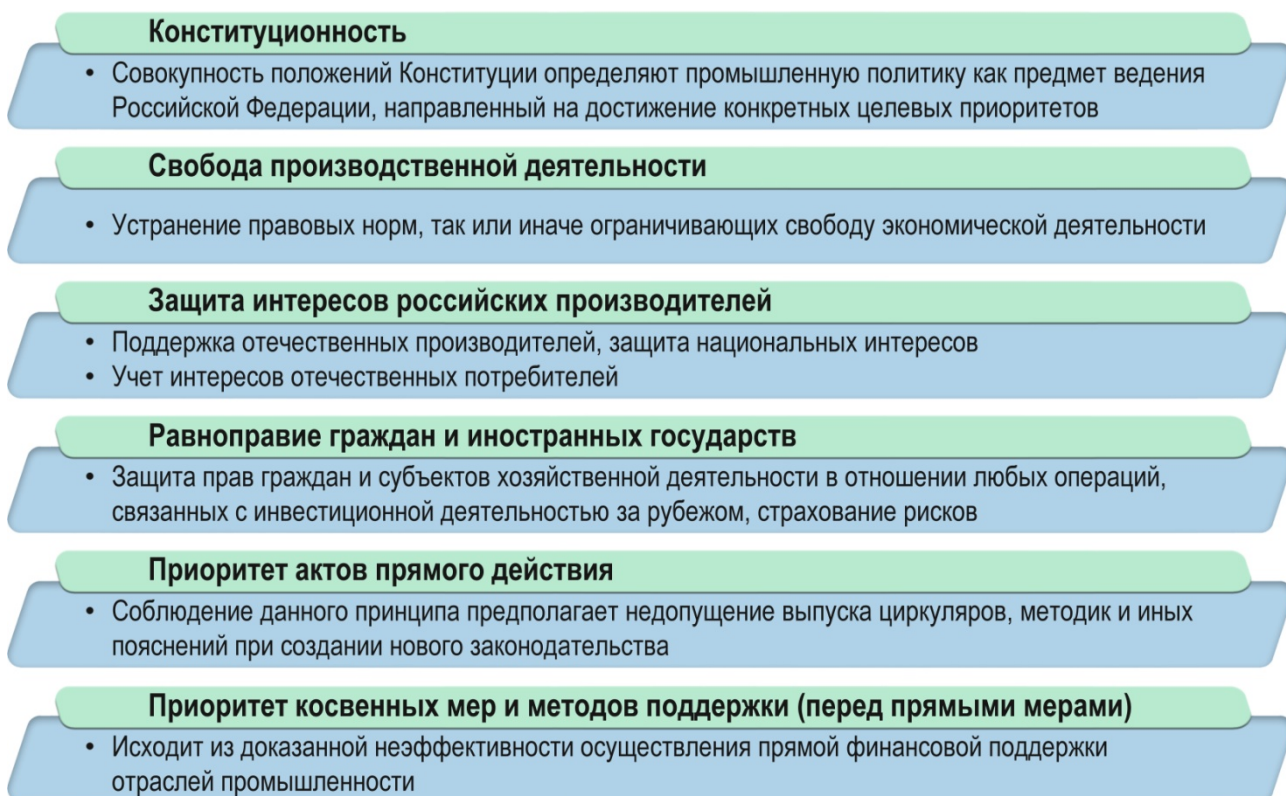 Конституционность
• Совокупность положений Конституции определяют промышленную политику как предмет ведения
Российской Федерации, направленный на достижение конкретных целевых приоритетов
Свобода производственной деятельности
• Устранение правовых норм, так или иначе ограничивающих свободу экономической деятельности
Защита интересов российских производителей
• Поддержка отечественных производителей, защита национальных интересов
• Учет интересов отечественных потребителей
Равноправие граждан и иностранных государств
• Защита прав граждан и субъектов хозяйственной деятельности в отношении любых операций,
связанных с инвестиционной деятельностью за рубежом, страхование рисков
Приоритет актов прямого действия
• Соблюдение данного принципа предполагает недопущение выпуска циркуляров, методик и иных
пояснений при создании нового законодательства
Приоритет косвенных мер и методов поддержки (перед прямыми мерами)
• Исходит из доказанной неэффективности осуществления прямой финансовой поддержки
отраслей промышленности